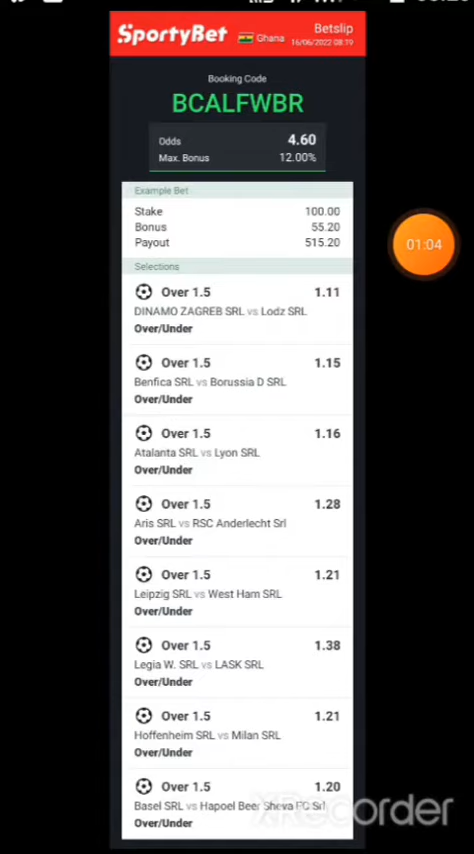 SportyBet
Ghana
Betslip
16/06/2022 08:19
Booking Code
BCALFWBR
Odds 4.60
Max. Bonus 12.00%
Example Bet
Stake 100.00
Bonus 55.20
Payout 515.20
Selections
Over 1.5 1.11
DINAMO ZAGREB SRL vs Lodz SRL
Over/Under
Over 1.5 1.15
Benfica SRL vs Borussia D SRL
Over/Under
Over 1.5 1.16
Atalanta SRL vs Lyon SRL
Over/Under
Over 1.5 1.28
Aris SRL vs RSC Anderlecht Srl
Over/Under
Over 1.5 1.21
Leipzig SRL vs West Ham SRL
Over/Under
Over 1.5 1.38
Legia W. SRL vs LASK SRL
Over/Under
Over 1.5 1.21
Hoffenheim SRL vs Milan SRL
Over/Under
Over 1.5 1.20
Basel SRL vs Hapoel Beer Sheva FC Srl
Over/Under
01:04
XRecorder